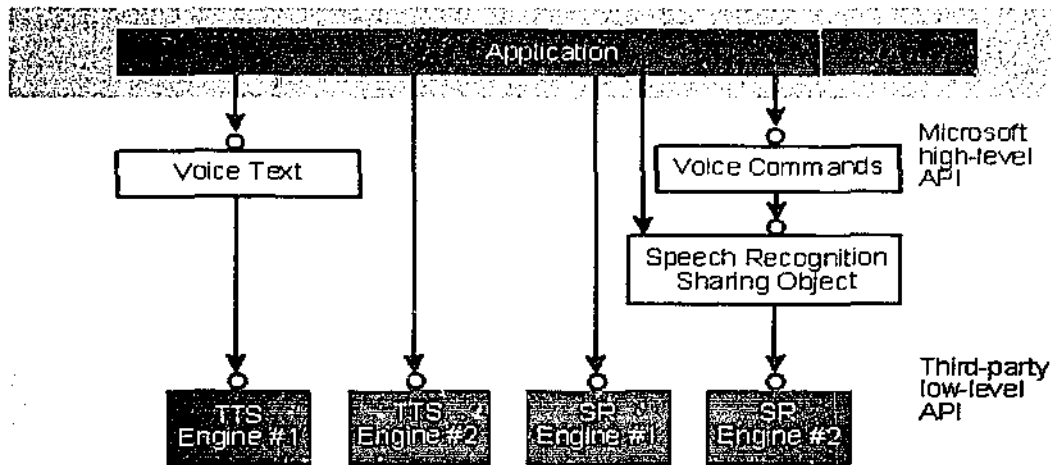 Application
Microsoft
high-level
API
Voice Text
Voice Commands
Speech Recognition
Sharing Object
Third-party
low-level
API
TTS
Engine #1
TTS
Engine #2
SR
Engine #1
SR
Engine #2